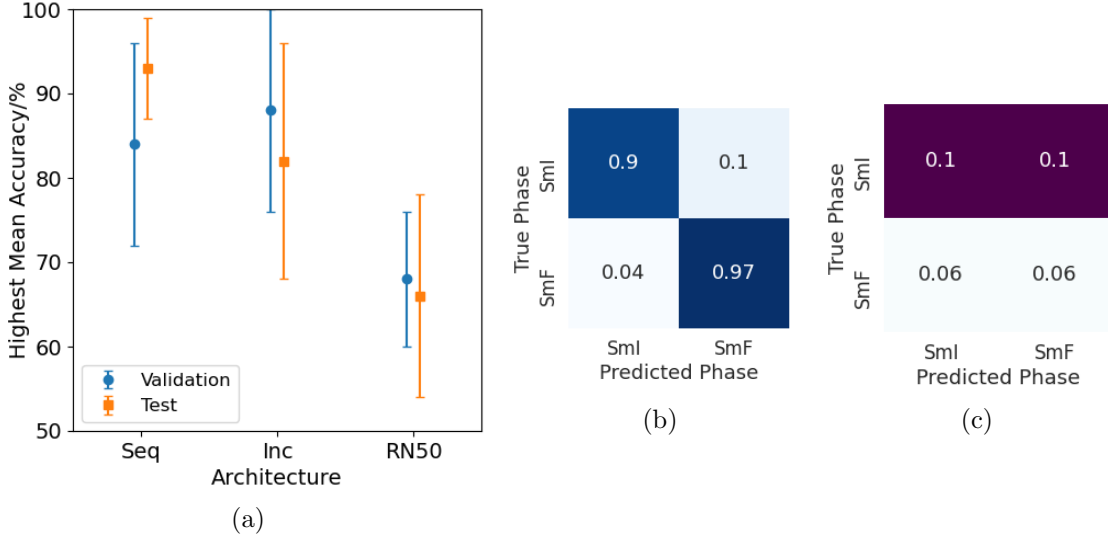 Highest Mean Accuracy/%
100
90
80
70
60
50
Validation
Test
Seq Inc RN50
Architecture
(a)
True Phase
SmI
0.9 0.1
SmF
0.04 0.97
SmI SmF
Predicted Phase
(b)
True Phase
SmI
0.1 0.1
SmF
0.06 0.06
SmI SmF
Predicted Phase
(c)